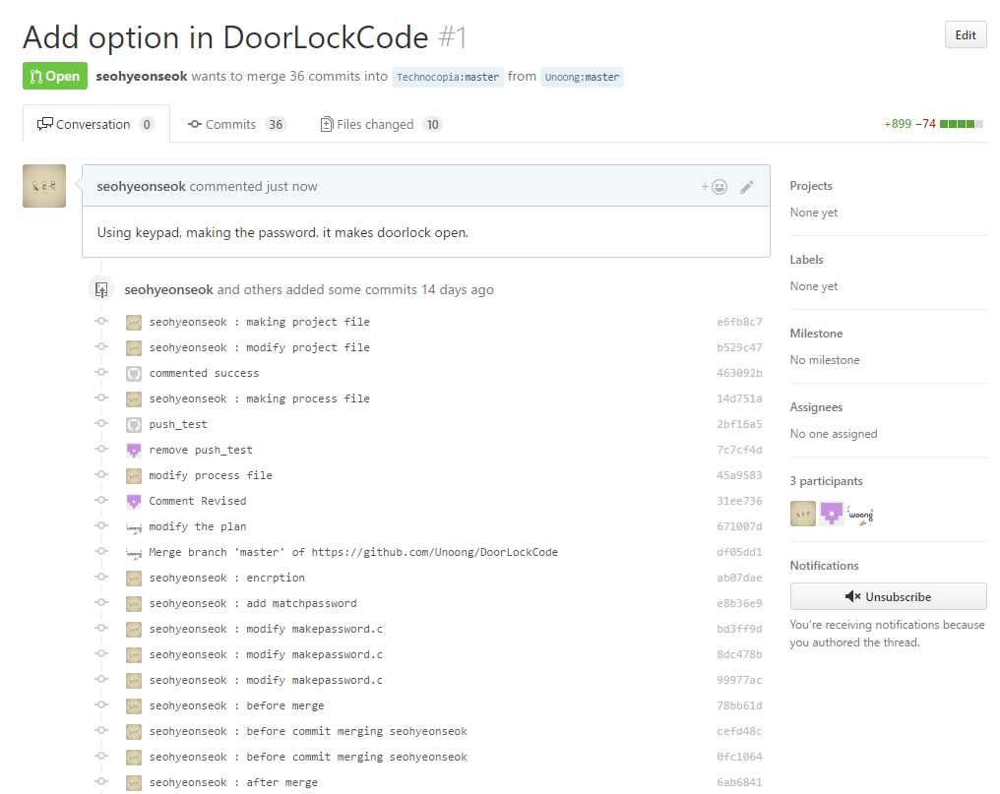 Add option in DoorLockCode #1
Edit
Open seohyeonseok wants to merge 36 commits into Technocopia:master from Unoong:master
Conversation 0 Commits 36 Files changed 10 +899 −74
seohyeonseok commented just now
Using keypad, making the password. it makes doorlock open.
seohyeonseok and others added some commits 14 days ago
seohyeonseok : making project file e6fb8c7
seohyeonseok : modify project file b529c47
commented success 463092b
seohyeonseok : making process file 14d751a
push_test 2bf16a5
remove push_test 7c7cf4d
modify process file 45a9583
Comment Revised 31ee736
modify the plan 671007d
Merge branch 'master' of https://github.com/Unoong/DoorLockCode df05dd1
seohyeonseok : encrption ab07dae
seohyeonseok : add matchpassword e8b36e9
seohyeonseok : modify makepassword.c bd3ff9d
seohyeonseok : modify makepassword.c 8dc478b
seohyeonseok : modify makepassword.c 99977ac
seohyeonseok : before merge 78bb61d
seohyeonseok : before commit merging seohyeonseok cefd48c
seohyeonseok : before commit merging seohyeonseok 0fc1064
seohyeonseok : after merge 6ab6841
Projects
None yet
Labels
None yet
Milestone
No milestone
Assignees
No one assigned
3 participants
woong
Notifications
Unsubscribe
You're receiving notifications because
you authored the thread.